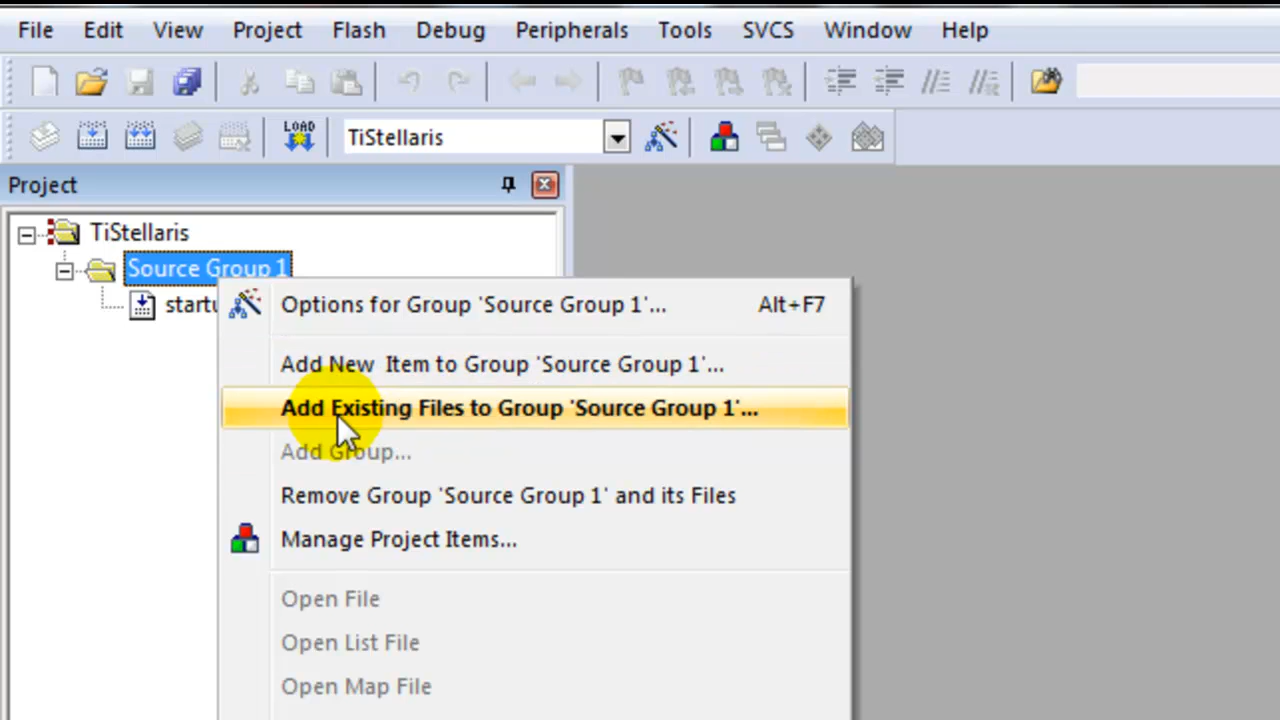 File Edit View Project Flash Debug Peripherals Tools SVCS Window Help
LOAD TiStellaris
Project
TiStellaris
Source Group 1
Options for Group 'Source Group 1'... Alt+F7
Add New Item to Group 'Source Group 1'...
Add Existing Files to Group 'Source Group 1'...
Add Group...
Remove Group 'Source Group 1' and its Files
Manage Project Items...
Open File
Open List File
Open Map File